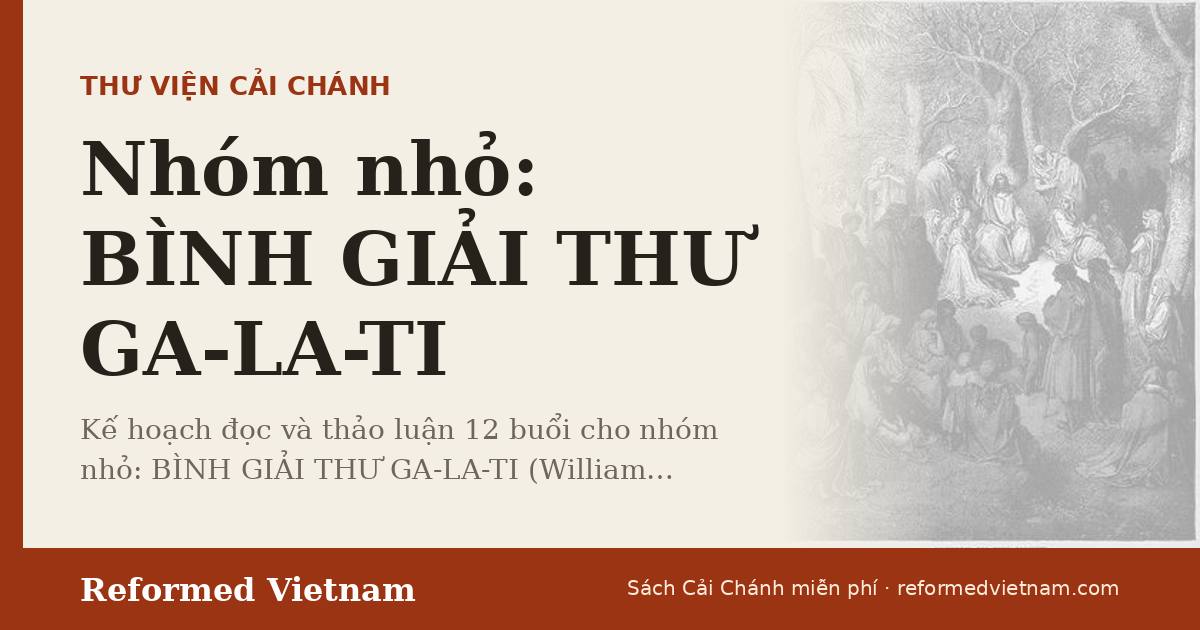 THƯ VIỆN CẢI CHÁNH
Nhóm nhỏ:
BÌNH GIẢI THƯ
GA-LA-TI
Kế hoạch đọc và thảo luận 12 buổi cho nhóm
nhỏ: BÌNH GIẢI THƯ GA-LA-TI (William...
Reformed Vietnam
Sách Cải Chánh miễn phí · reformedvietnam.com